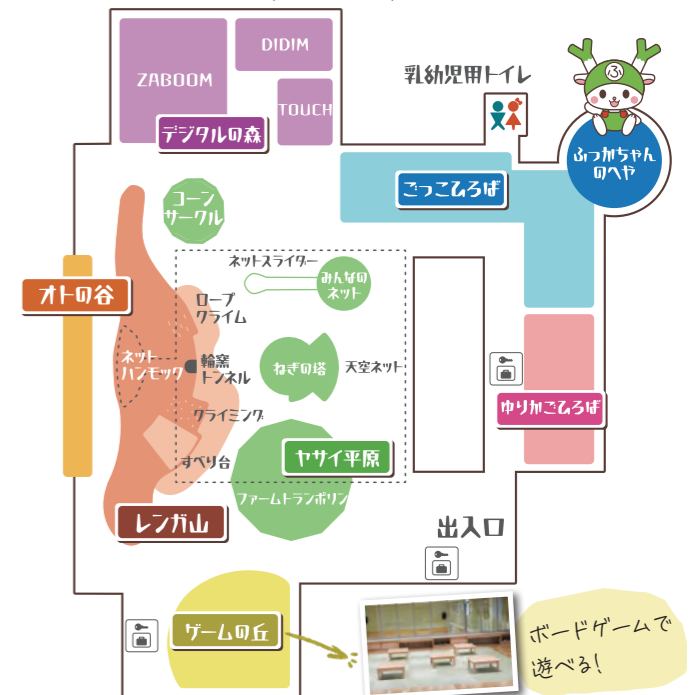 ZABOOM
DIDIM
TOUCH
デジタルの森
乳幼児用トイレ
ふ
ふっかちゃん
のへや
ごっこひろば
コーン
サークル
オトの谷
ネットスライダー
みんなの
ネット
ロープ
クライム
ネット
ハンモック
輪窯
トンネル
ねぎの塔
天空ネット
クライミング
ゆりかごひろば
すべり台
ヤサイ平原
ファームトランポリン
レンガ山
出入口
ゲームの丘
ボードゲームで
遊べる!